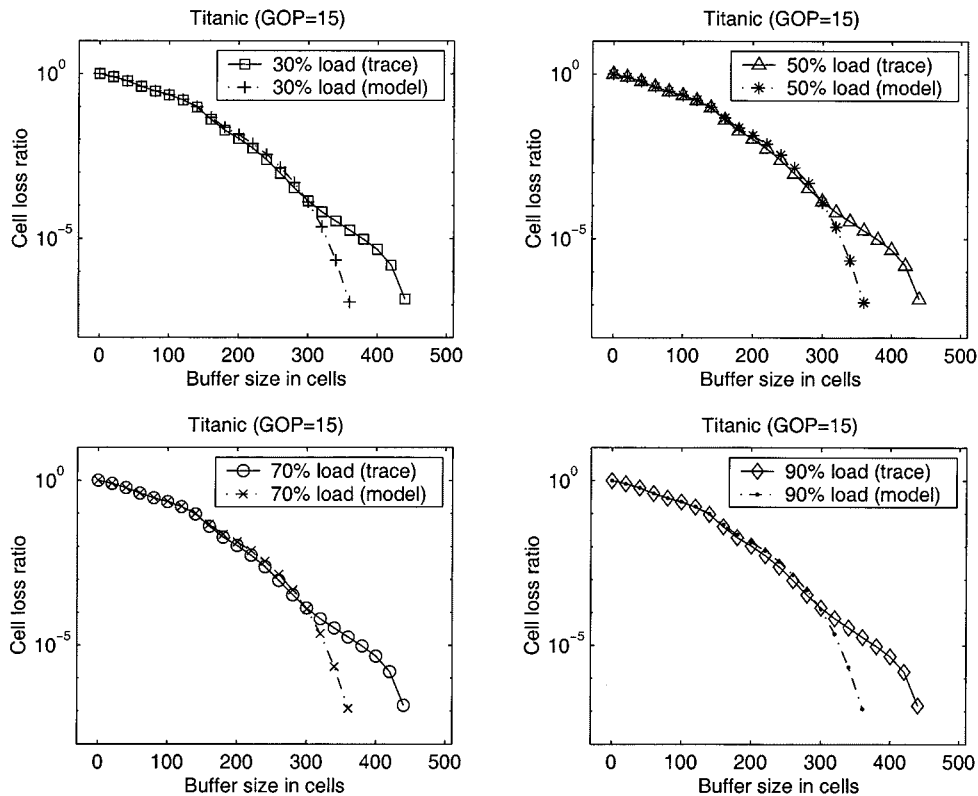 Titanic (GOP=15)
30% load (trace)
30% load (model)
10^0
10^-5
Cell loss ratio
0 100 200 300 400 500
Buffer size in cells
Titanic (GOP=15)
50% load (trace)
50% load (model)
10^0
10^-5
Cell loss ratio
0 100 200 300 400 500
Buffer size in cells
Titanic (GOP=15)
70% load (trace)
70% load (model)
10^0
10^-5
Cell loss ratio
0 100 200 300 400 500
Buffer size in cells
Titanic (GOP=15)
90% load (trace)
90% load (model)
10^0
10^-5
Cell loss ratio
0 100 200 300 400 500
Buffer size in cells